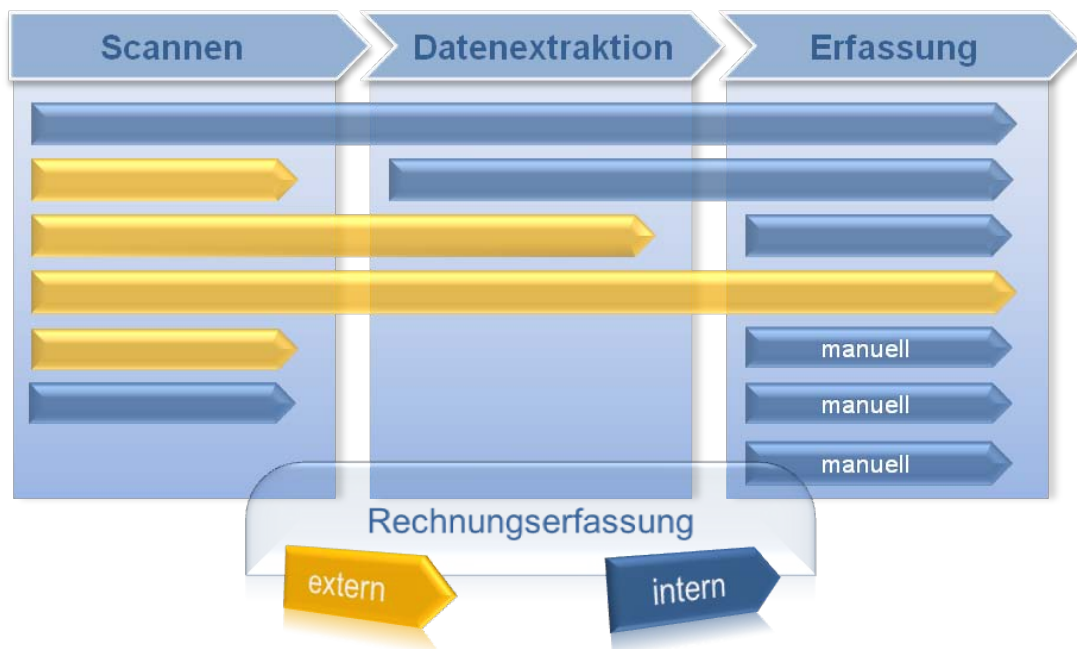 Scannen
Datenextraktion
Erfassung
manuell
manuell
manuell
Rechnungserfassung
extern
intern